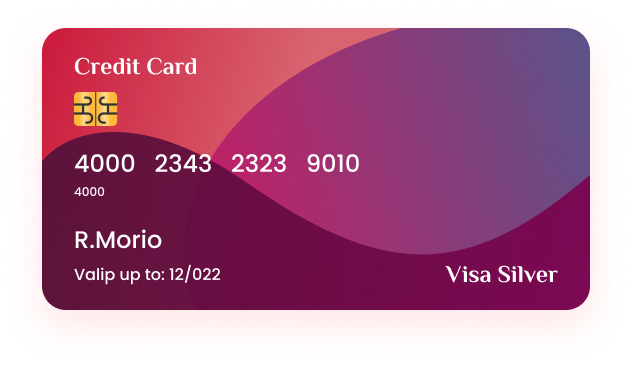 Credit Card
4000 2343 2323 9010
4000
R.Morio
Valip up to: 12/022
Visa Silver